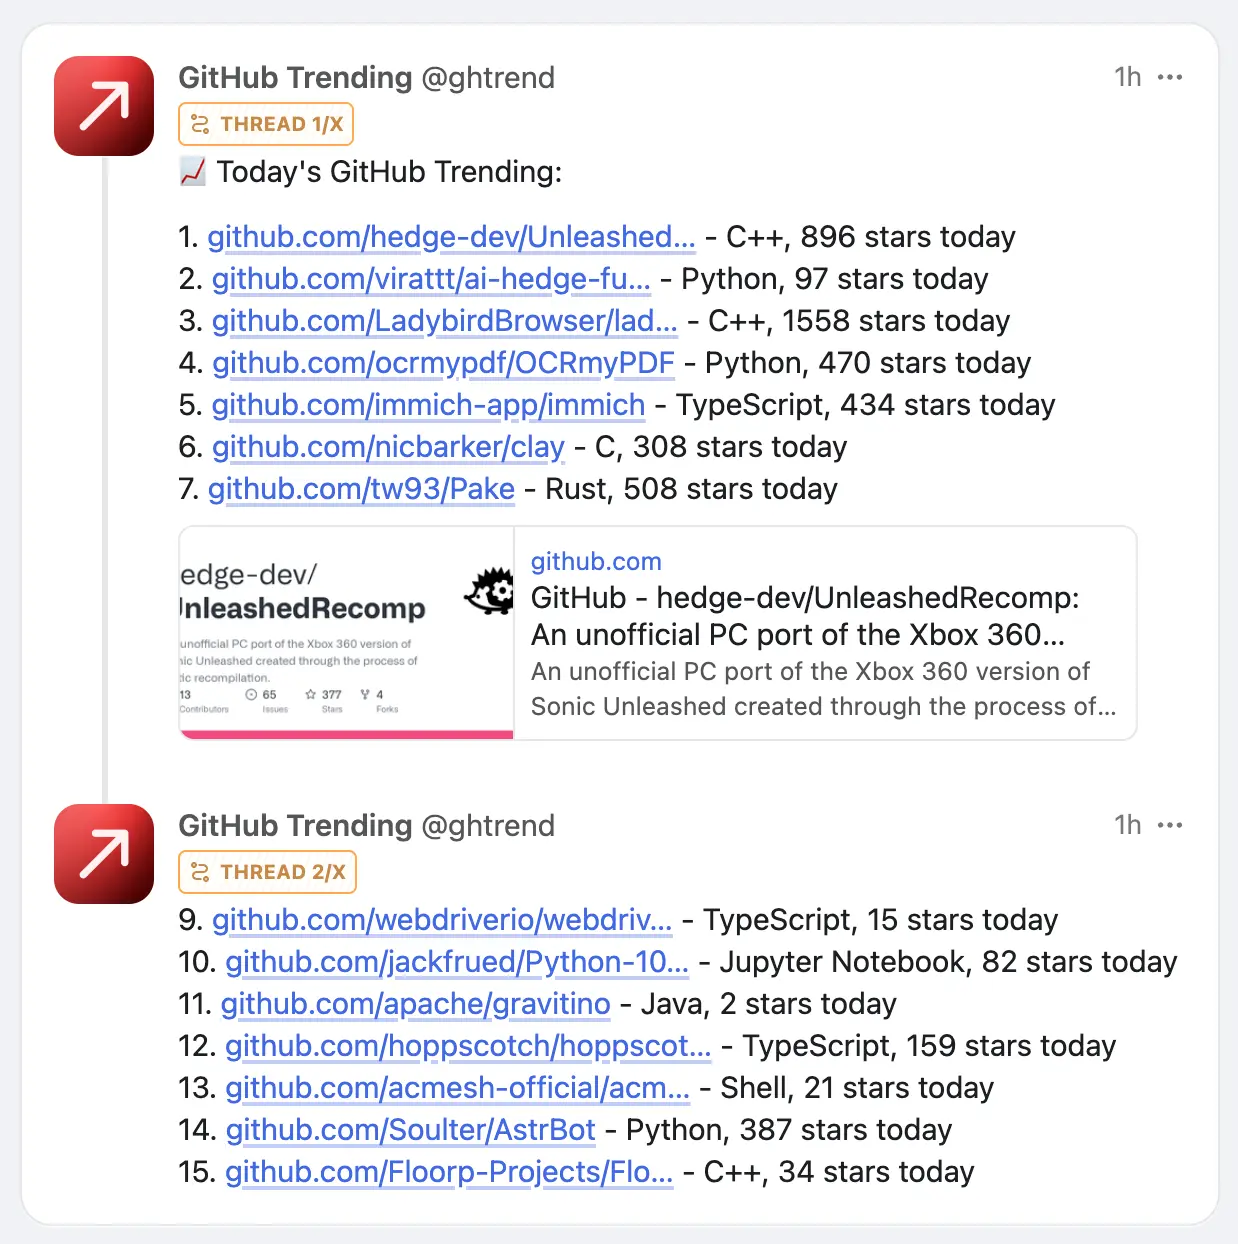 GitHub Trending @ghtrend 1h ...
THREAD 1/X
📈 Today's GitHub Trending:
1. github.com/hedge-dev/Unleashed... - C++, 896 stars today
2. github.com/virattt/ai-hedge-fu... - Python, 97 stars today
3. github.com/LadybirdBrowser/lad... - C++, 1558 stars today
4. github.com/ocrmypdf/OCRmyPDF - Python, 470 stars today
5. github.com/immich-app/immich - TypeScript, 434 stars today
6. github.com/nicbarker/clay - C, 308 stars today
7. github.com/tw93/Pake - Rust, 508 stars today
edge-dev/
nleashedRecomp
unofficial PC port of the Xbox 360 version of
ic Unleashed created through the process of
ic recompilation.
13 65 377 4
Contributors Issues Stars Forks
github.com
GitHub - hedge-dev/UnleashedRecomp:
An unofficial PC port of the Xbox 360...
An unofficial PC port of the Xbox 360 version of
Sonic Unleashed created through the process of...
GitHub Trending @ghtrend 1h ...
THREAD 2/X
9. github.com/webdriverio/webdriv... - TypeScript, 15 stars today
10. github.com/jackfrued/Python-10... - Jupyter Notebook, 82 stars today
11. github.com/apache/gravitino - Java, 2 stars today
12. github.com/hoppscotch/hoppscot... - TypeScript, 159 stars today
13. github.com/acmesh-official/acm... - Shell, 21 stars today
14. github.com/Soulter/AstrBot - Python, 387 stars today
15. github.com/Floorp-Projects/Flo... - C++, 34 stars today